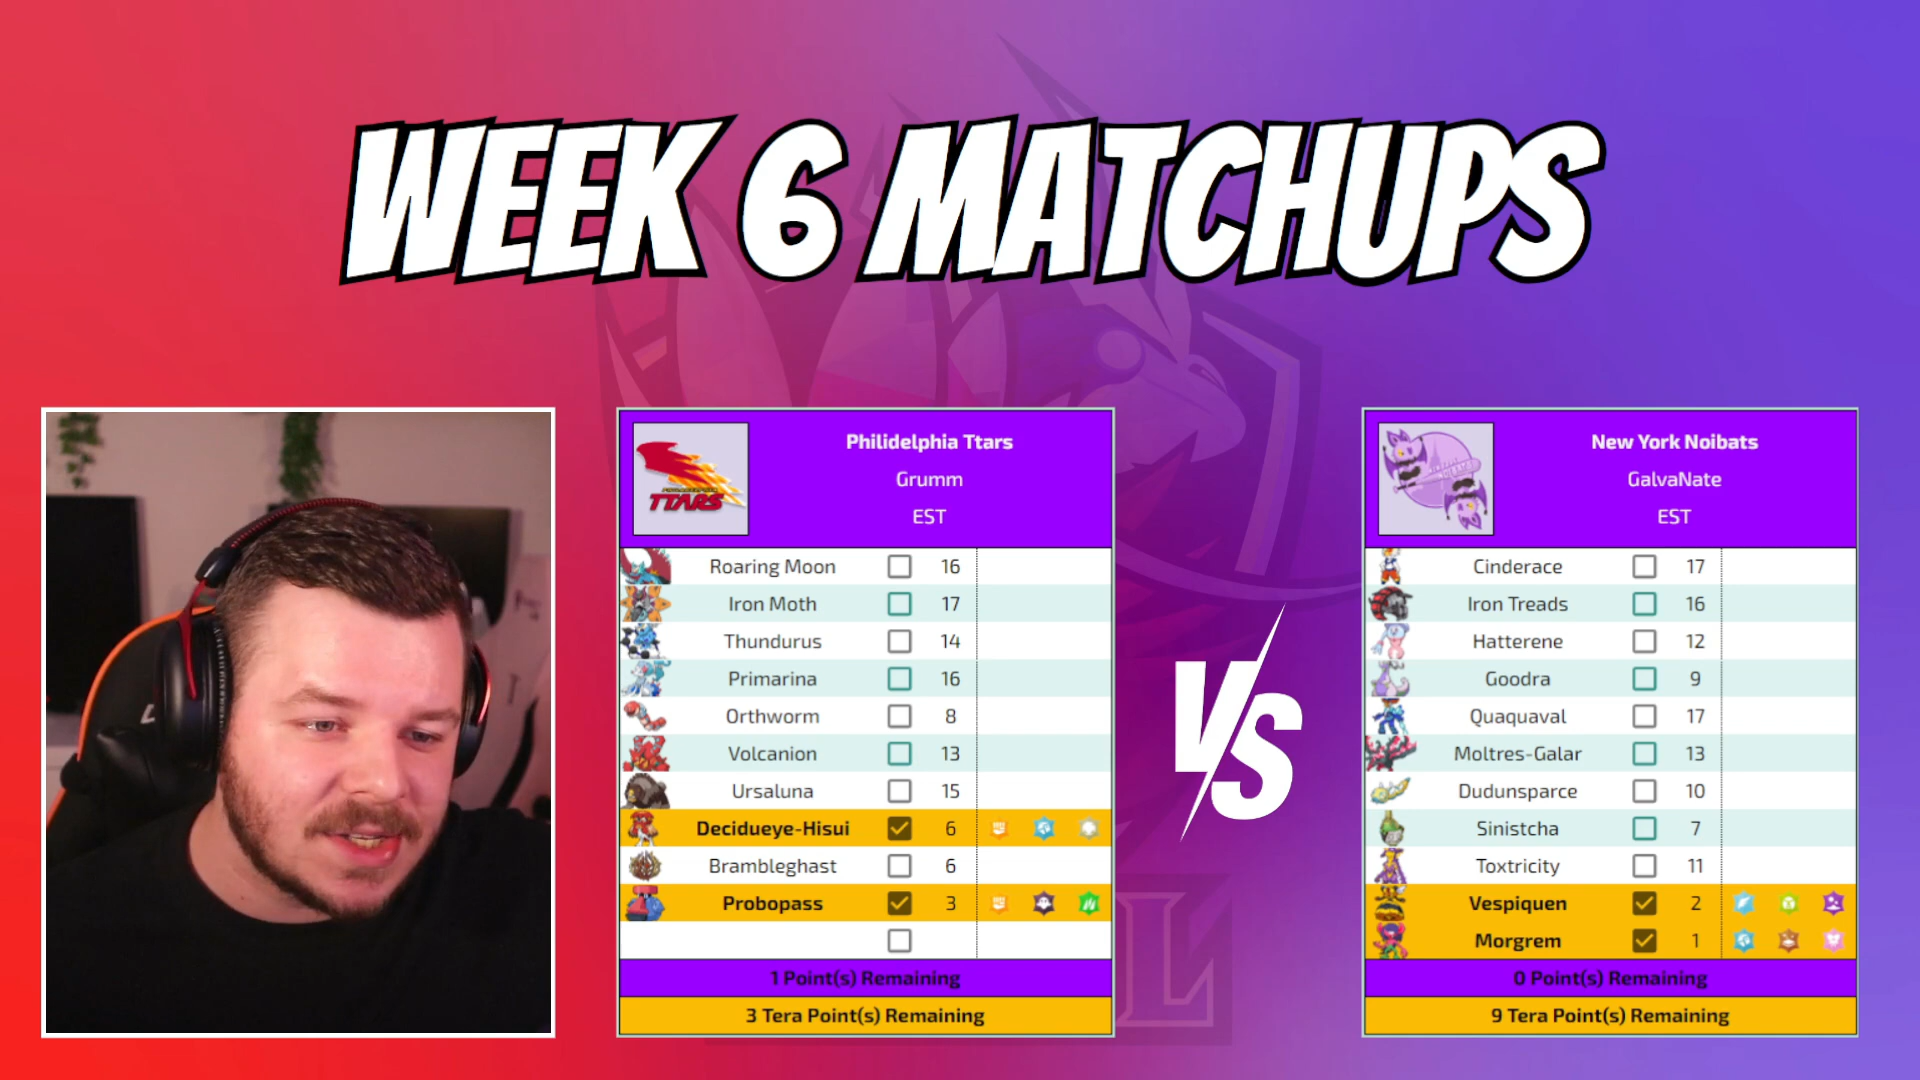 WEEK 6 MATCHUPS
Philidelphia Ttars
Grumm
EST
TTARS
Roaring Moon 16
Iron Moth 17
Thundurus 14
Primarina 16
Orthworm 8
Volcanion 13
Ursaluna 15
Decidueye-Hisui 6
Brambleghast 6
Probopass 3
1 Point(s) Remaining
3 Tera Point(s) Remaining
VS
New York Noibats
GalvaNate
EST
Cinderace 17
Iron Treads 16
Hatterene 12
Goodra 9
Quaquaval 17
Moltres-Galar 13
Dudunsparce 10
Sinistcha 7
Toxtricity 11
Vespiquen 2
Morgrem 1
0 Point(s) Remaining
9 Tera Point(s) Remaining